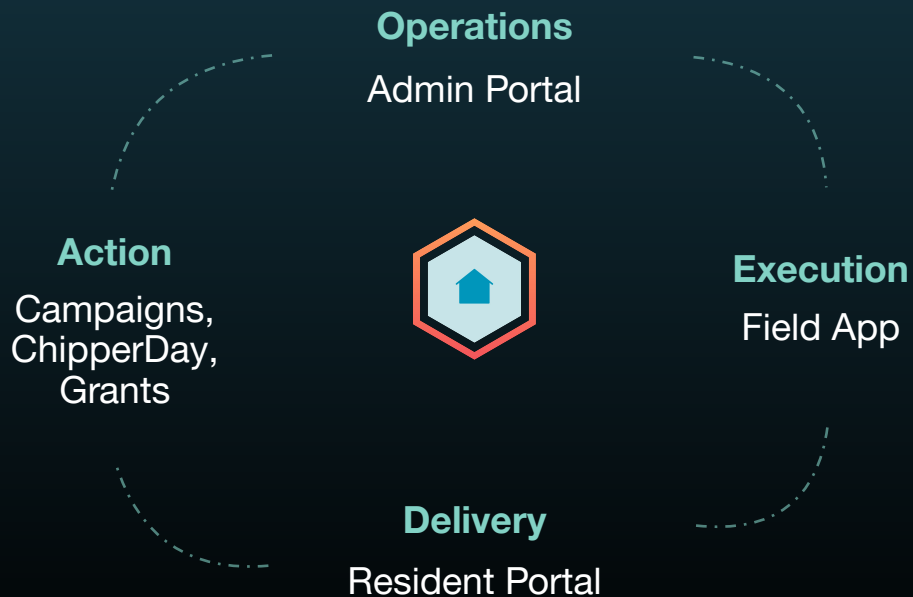 Operations
Admin Portal
Action
Campaigns,
ChipperDay,
Grants
Execution
Field App
Delivery
Resident Portal